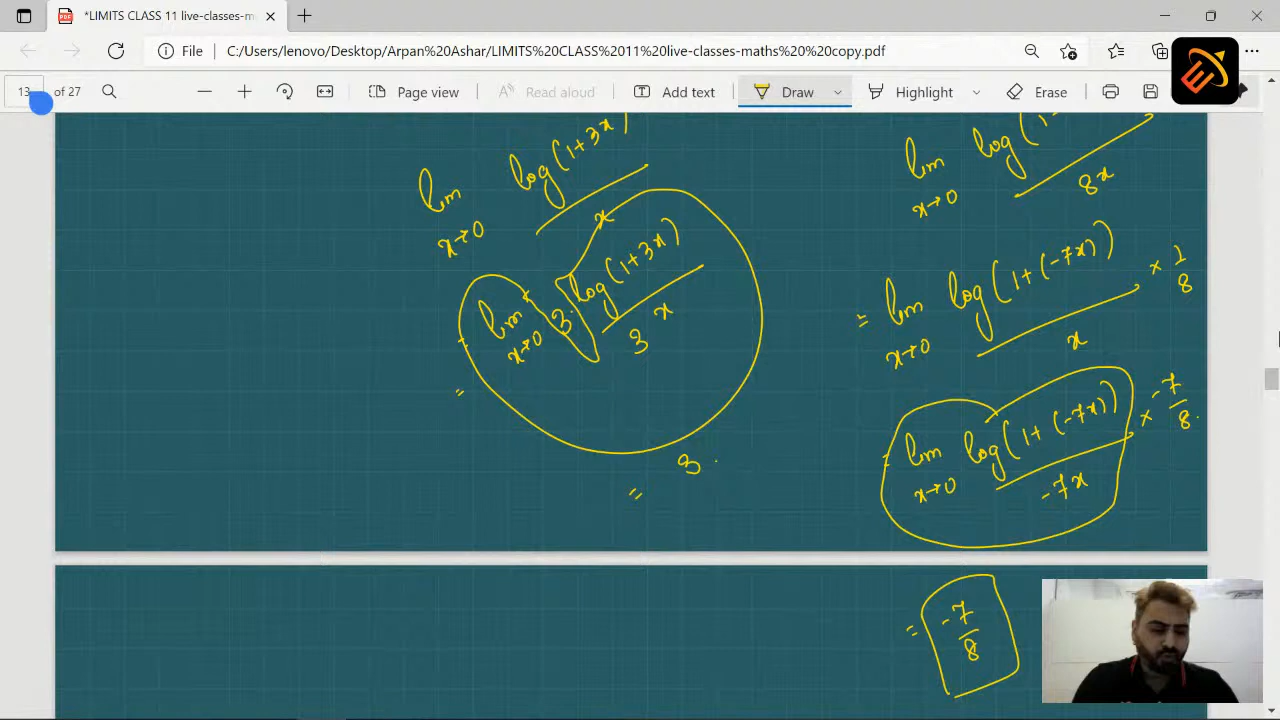 *LIMITS CLASS 11 live-classes-m
File C:/Users/lenovo/Desktop/Arpan%20Ashar/LIMITS%20CLASS%2011%20live-classes-maths%20%20copy.pdf
13 of 27 Page view Read aloud Add text Draw Highlight Erase
lim x→0 log(1+3x) / x
= lim x→0 3. log(1+3x) / 3x
=
= 3.
lim x→0 log(1- / 8x
= lim x→0 log(1+(-7x)) / x × 1/8
= lim x→0 log(1+(-7x)) / -7x × -7/8.
= -7/8